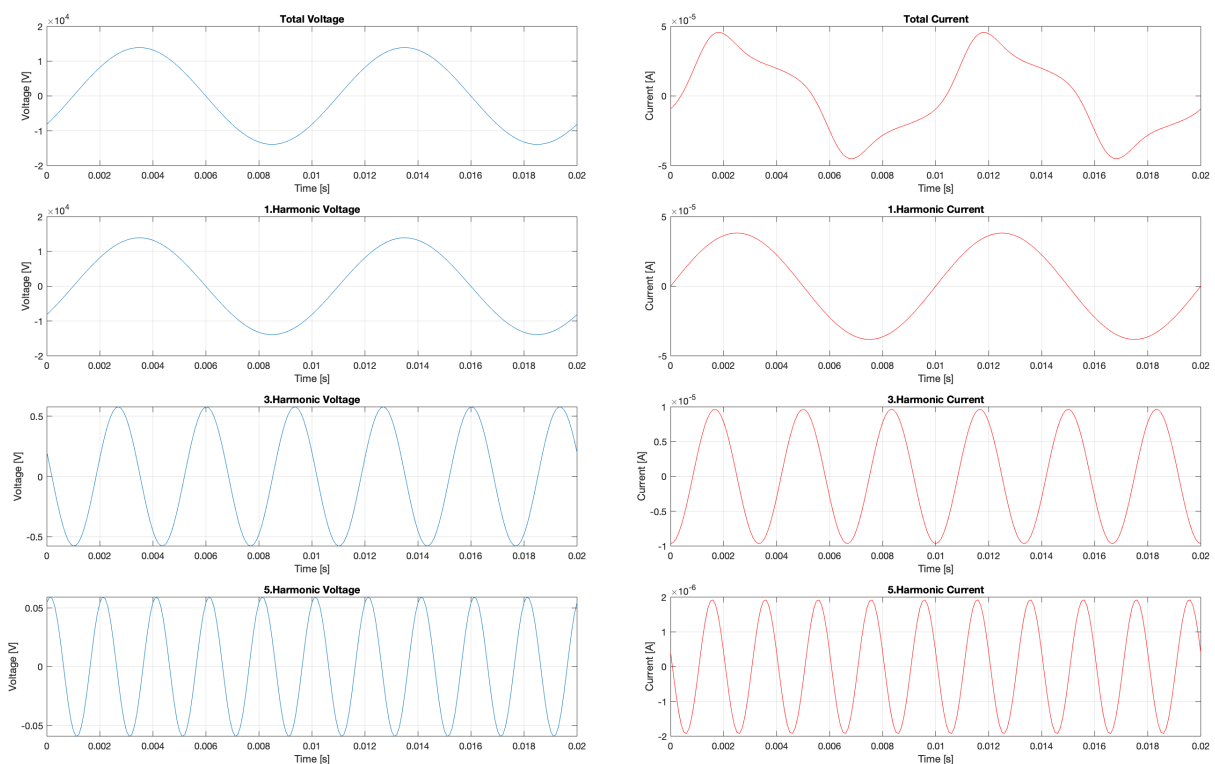 Total Voltage
×10⁴
2
1
0
-1
-2
Voltage [V]
0 0.002 0.004 0.006 0.008 0.01 0.012 0.014 0.016 0.018 0.02
Time [s]
Total Current
×10⁻⁵
5
0
-5
Current [A]
0 0.002 0.004 0.006 0.008 0.01 0.012 0.014 0.016 0.018 0.02
Time [s]
1.Harmonic Voltage
×10⁴
2
1
0
-1
-2
Voltage [V]
0 0.002 0.004 0.006 0.008 0.01 0.012 0.014 0.016 0.018 0.02
Time [s]
1.Harmonic Current
×10⁻⁵
5
0
-5
Current [A]
0 0.002 0.004 0.006 0.008 0.01 0.012 0.014 0.016 0.018 0.02
Time [s]
3.Harmonic Voltage
0.5
0
-0.5
Voltage [V]
0 0.002 0.004 0.006 0.008 0.01 0.012 0.014 0.016 0.018 0.02
Time [s]
3.Harmonic Current
×10⁻⁵
1
0.5
0
-0.5
-1
Current [A]
0 0.002 0.004 0.006 0.008 0.01 0.012 0.014 0.016 0.018 0.02
Time [s]
5.Harmonic Voltage
0.05
0
-0.05
Voltage [V]
0 0.002 0.004 0.006 0.008 0.01 0.012 0.014 0.016 0.018 0.02
Time [s]
5.Harmonic Current
×10⁻⁶
2
1
0
-1
-2
Current [A]
0 0.002 0.004 0.006 0.008 0.01 0.012 0.014 0.016 0.018 0.02
Time [s]